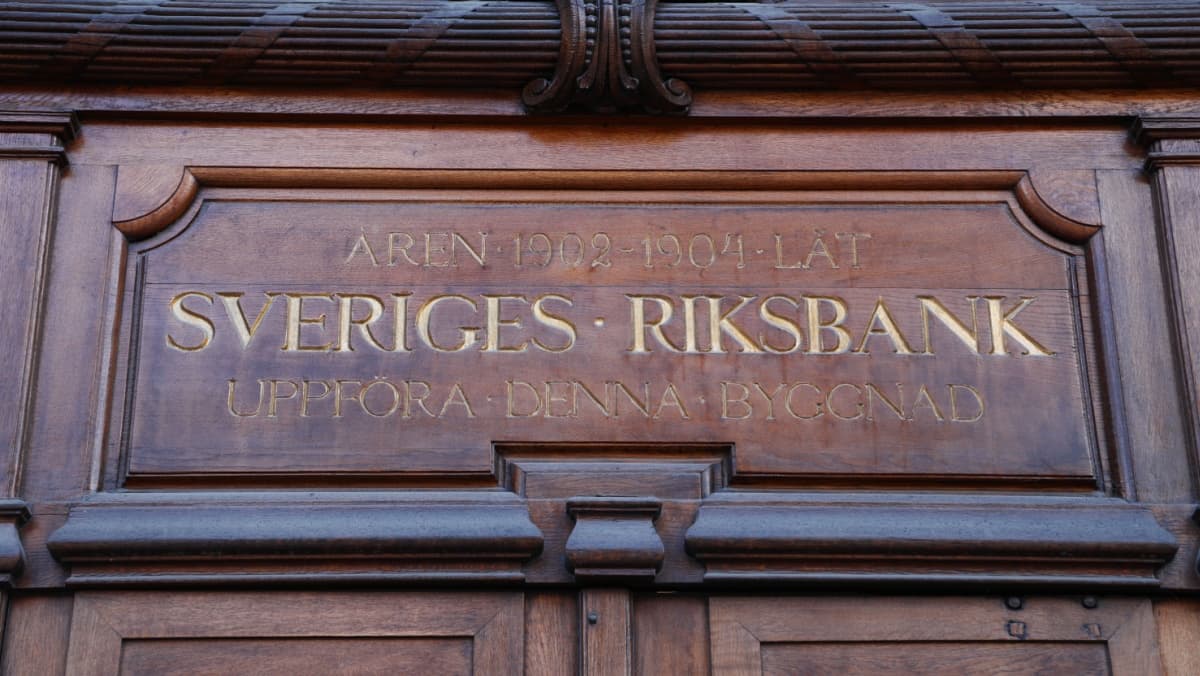 ÅREN · 1902-1904 · LÄT
SVERIGES · RIKSBANK
UPPFÖRA · DENNA · BYGGNAD